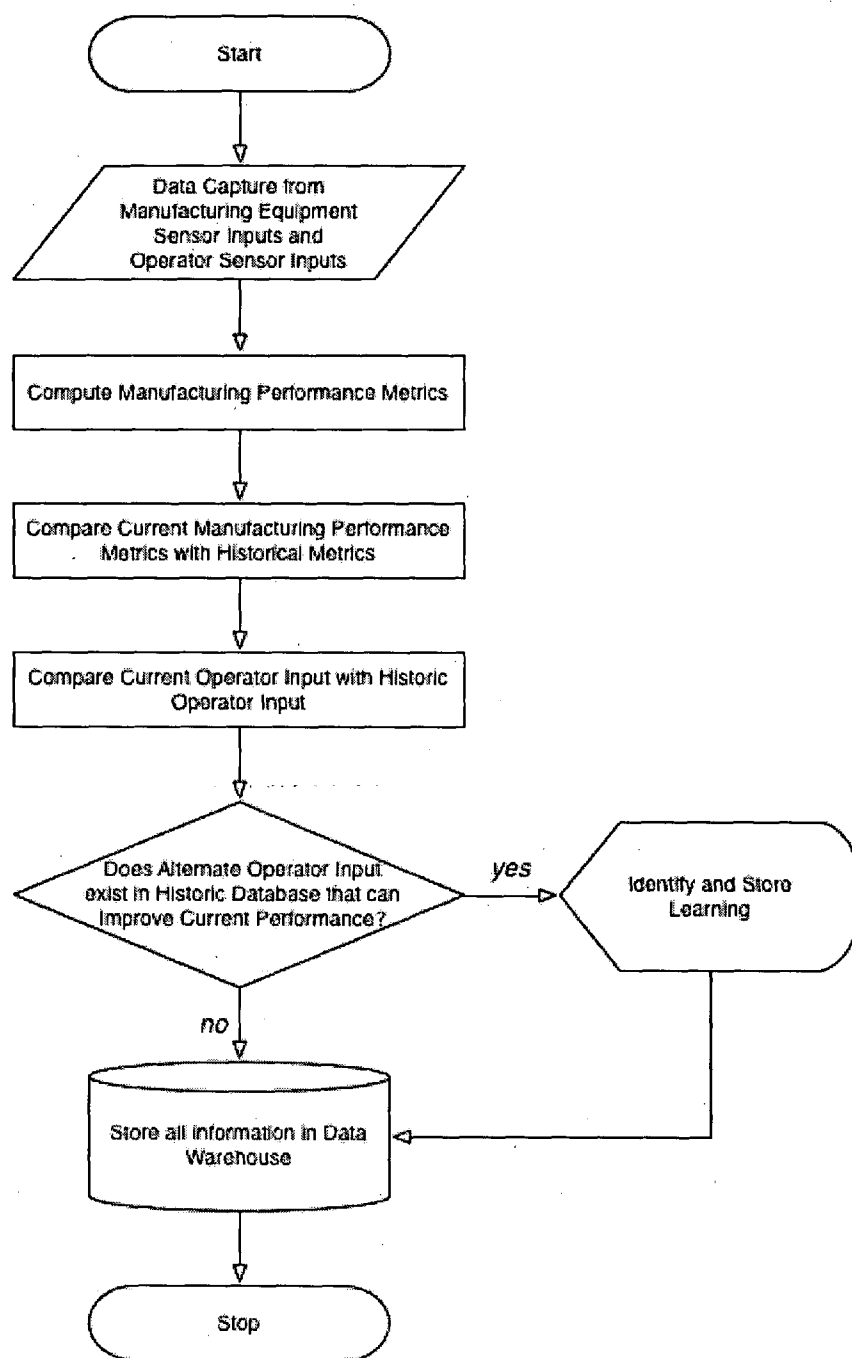 Start
Data Capture from
Manufacturing Equipment
Sensor Inputs and
Operator Sensor Inputs
Compute Manufacturing Performance Metrics
Compare Current Manufacturing Performance
Metrics with Historical Metrics
Compare Current Operator Input with Historic
Operator Input
Does Alternate Operator Input
exist in Historic Database that can
Improve Current Performance?
yes
Identify and Store
Learning
no
Store all Information in Data
Warehouse
Stop